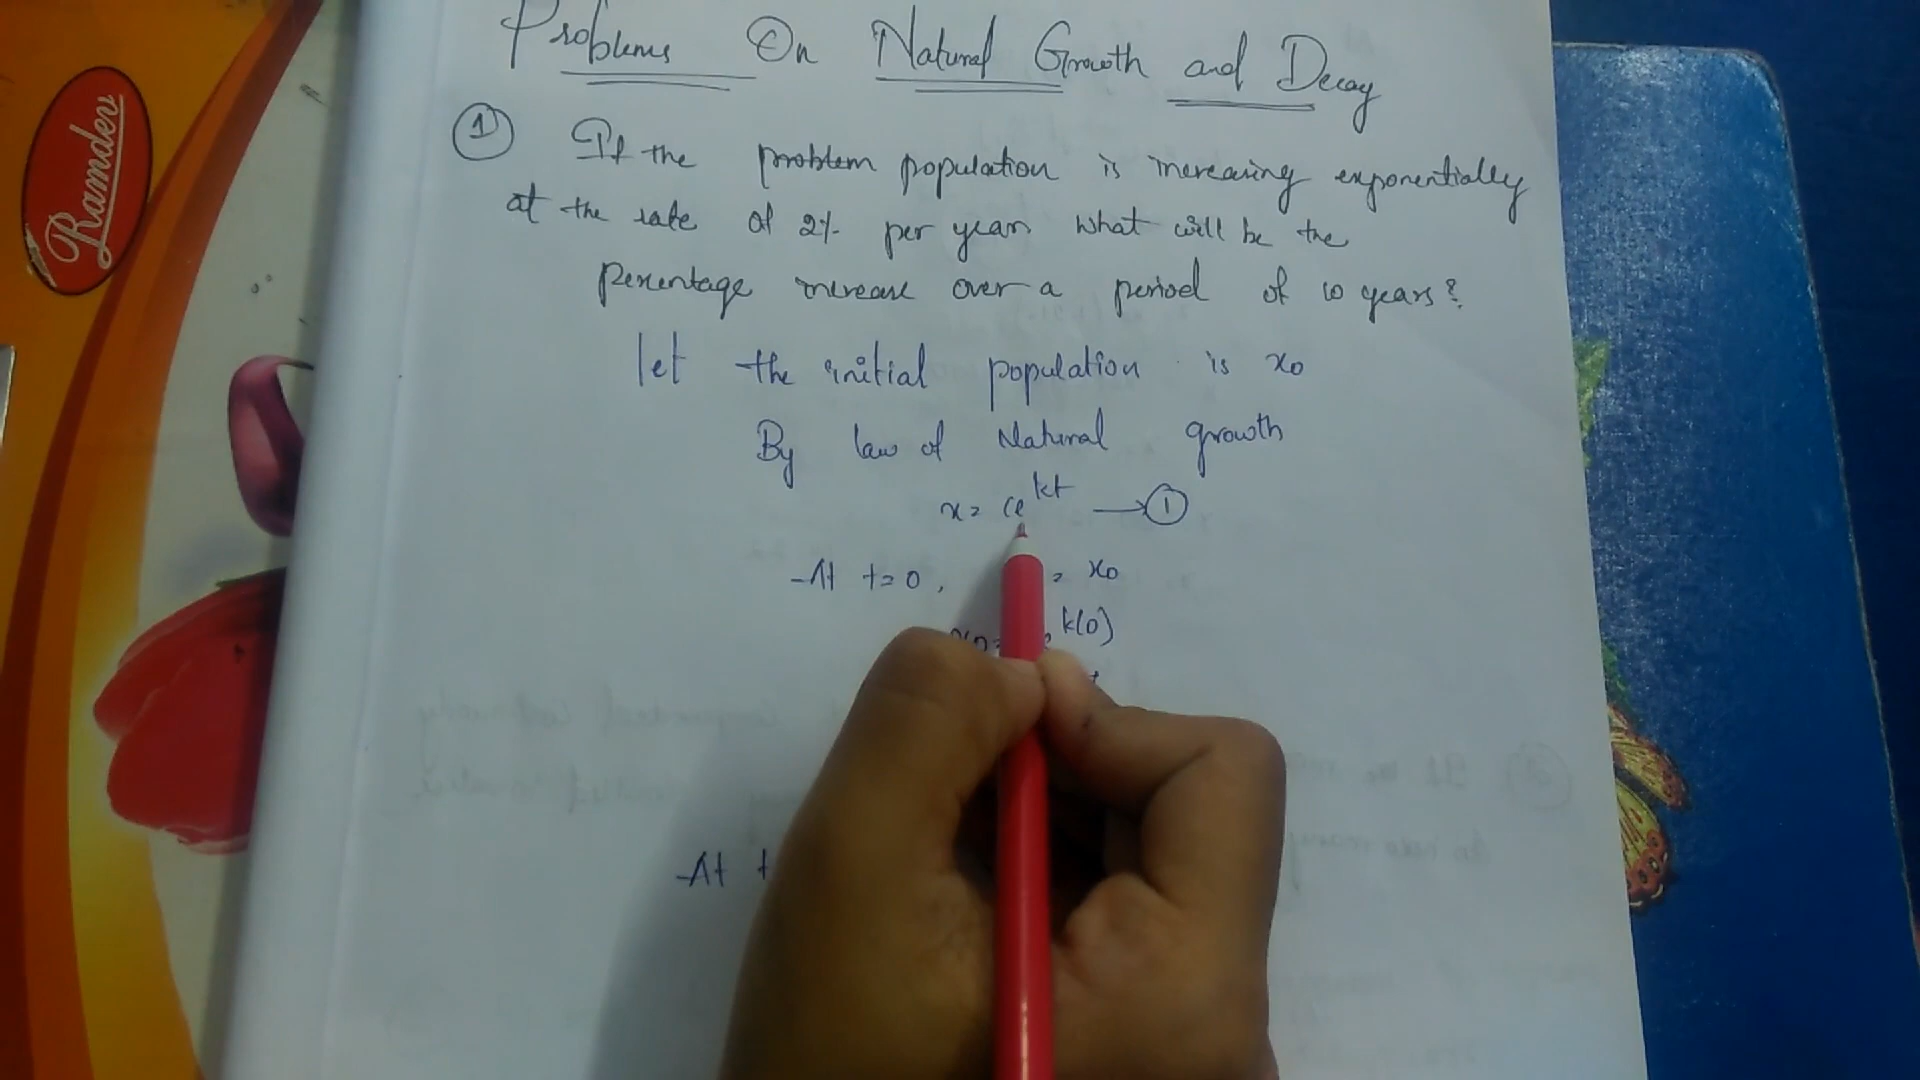 Problems On Natural Growth and Decay
Ramdev
① If the problem population is increasing exponentially
at the rate of 2% per year what will be the
percentage increase over a period of 10 years?
let the initial population is x₀
By law of Natural growth
x = ce^kt → ①
At t = 0, = x₀
x₀ = k(0)
At t